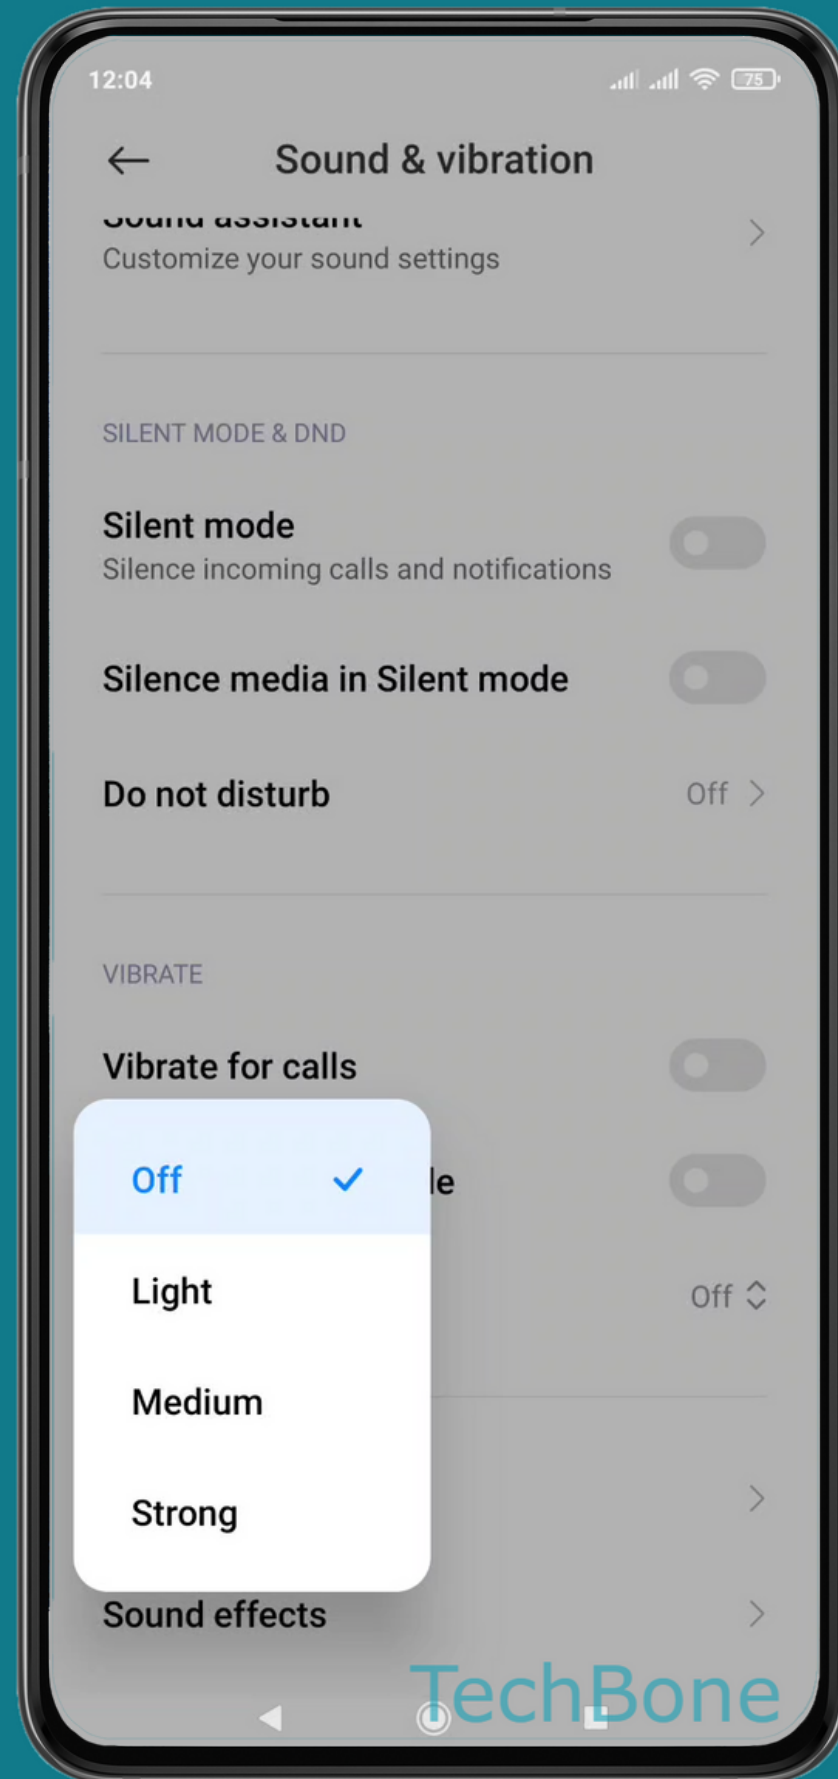 12:04
75
Sound & vibration
Sound assistant
Customize your sound settings
SILENT MODE & DND
Silent mode
Silence incoming calls and notifications
Silence media in Silent mode
Do not disturb
Off
VIBRATE
Vibrate for calls
Off
le
Light
Off
Medium
Strong
Sound effects
TechBone